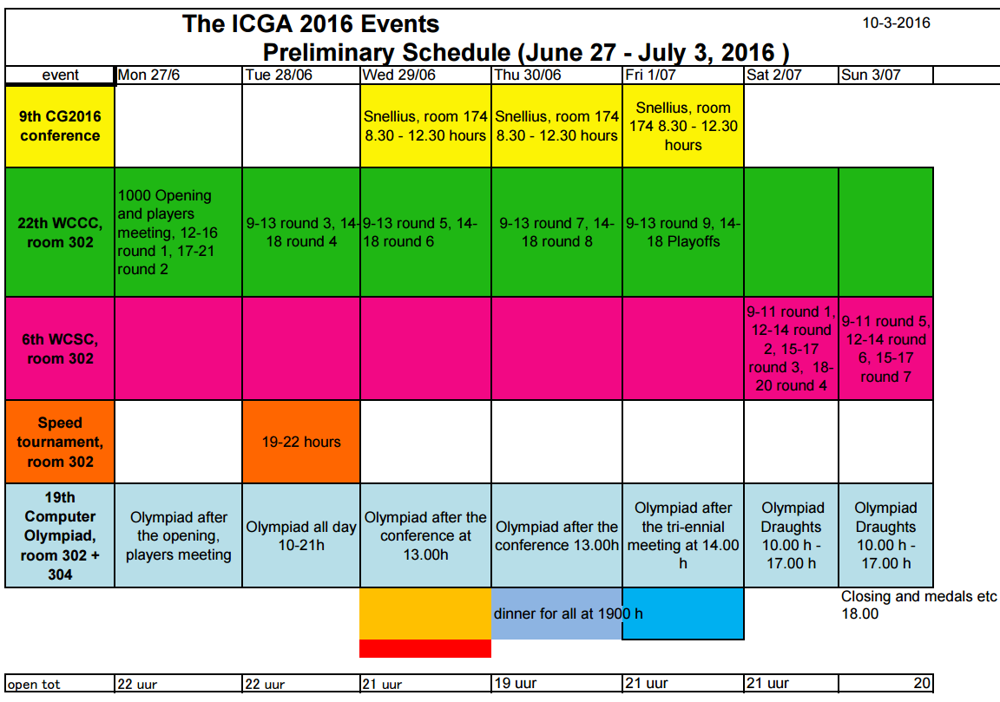 The ICGA 2016 Events
10-3-2016
Preliminary Schedule (June 27 - July 3, 2016 )
event
Mon 27/6
Tue 28/06
Wed 29/06
Thu 30/06
Fri 1/07
Sat 2/07
Sun 3/07
9th CG2016
conference
Snellius, room 174
8.30 - 12.30 hours
Snellius, room 174
8.30 - 12.30 hours
Snellius, room
174 8.30 - 12.30
hours
22th WCCC,
room 302
1000 Opening
and players
meeting, 12-16
round 1, 17-21
round 2
9-13 round 3, 14-
18 round 4
9-13 round 5, 14-
18 round 6
9-13 round 7, 14-
18 round 8
9-13 round 9, 14-
18 Playoffs
6th WCSC,
room 302
9-11 round 1,
12-14 round
2, 15-17
round 3, 18-
20 round 4
9-11 round 5,
12-14 round
6, 15-17
round 7
Speed
tournament,
room 302
19-22 hours
19th
Computer
Olympiad,
room 302 +
304
Olympiad after
the opening,
players meeting
Olympiad all day
10-21h
Olympiad after the
conference at
13.00h
Olympiad after the
conference 13.00h
Olympiad after
the tri-ennial
meeting at 14.00
h
Olympiad
Draughts
10.00 h -
17.00 h
Olympiad
Draughts
10.00 h -
17.00 h
dinner for all at 1900 h
Closing and medals etc
18.00
open tot
22 uur
22 uur
21 uur
19 uur
21 uur
21 uur
20